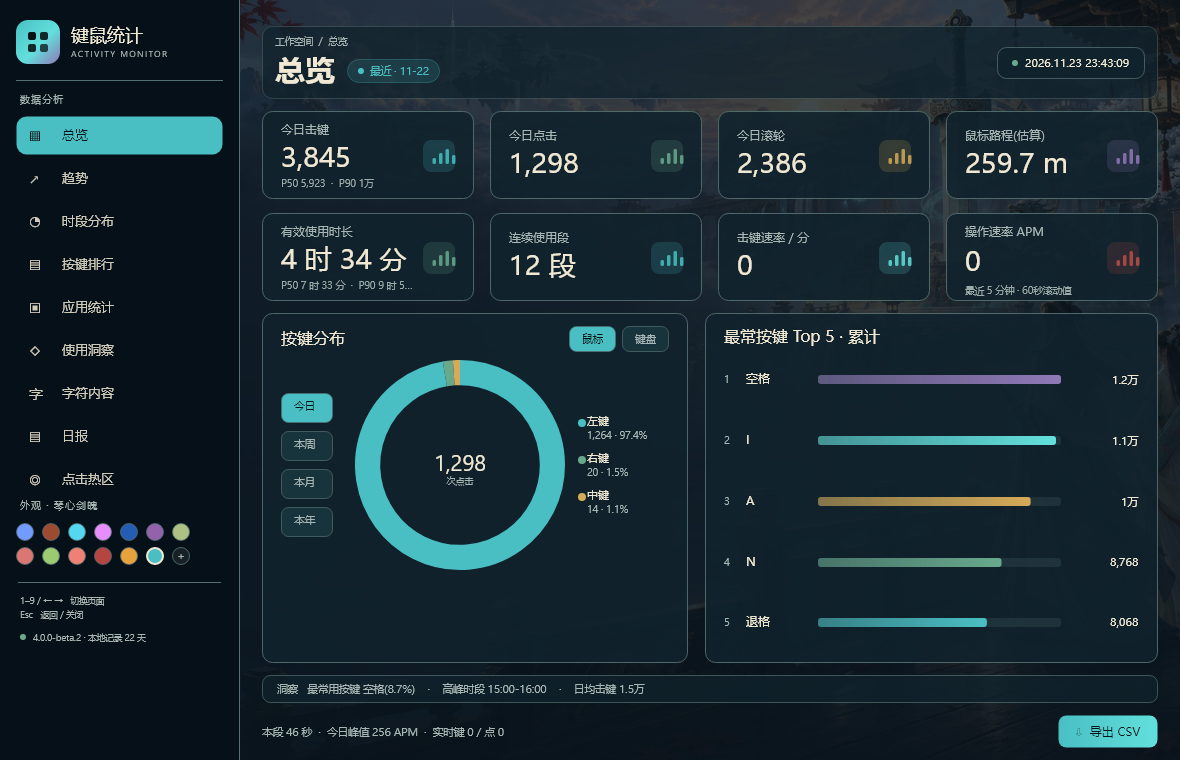 键鼠统计
ACTIVITY MONITOR
数据分析
总览
趋势
时段分布
按键排行
应用统计
使用洞察
字 字符内容
日报
点击热区
外观 · 琴心剑魄
+
1–9 / ←→ 切换页面
Esc 返回 / 关闭
4.0.0-beta.2 · 本地记录 22 天
工作空间 / 总览
总览
最近 · 11-22
2026.11.23 23:43:09
今日击键
3,845
P50 5,923 · P90 1万
今日点击
1,298
今日滚轮
2,386
鼠标路程(估算)
259.7 m
有效使用时长
4 时 34 分
P50 7 时 33 分 · P90 9 时 5...
连续使用段
12 段
击键速率 / 分
0
操作速率 APM
0
最近 5 分钟 · 60秒滚动值
按键分布
鼠标
键盘
今日
本周
本月
本年
1,298
次点击
左键
1,264 · 97.4%
右键
20 · 1.5%
中键
14 · 1.1%
最常按键 Top 5 · 累计
1 空格 1.2万
2 I 1.1万
3 A 1万
4 N 8,768
5 退格 8,068
洞察 最常用按键 空格(8.7%) · 高峰时段 15:00-16:00 · 日均击键 1.5万
本段 46 秒 · 今日峰值 256 APM · 实时键 0 / 点 0
⇩ 导出 CSV